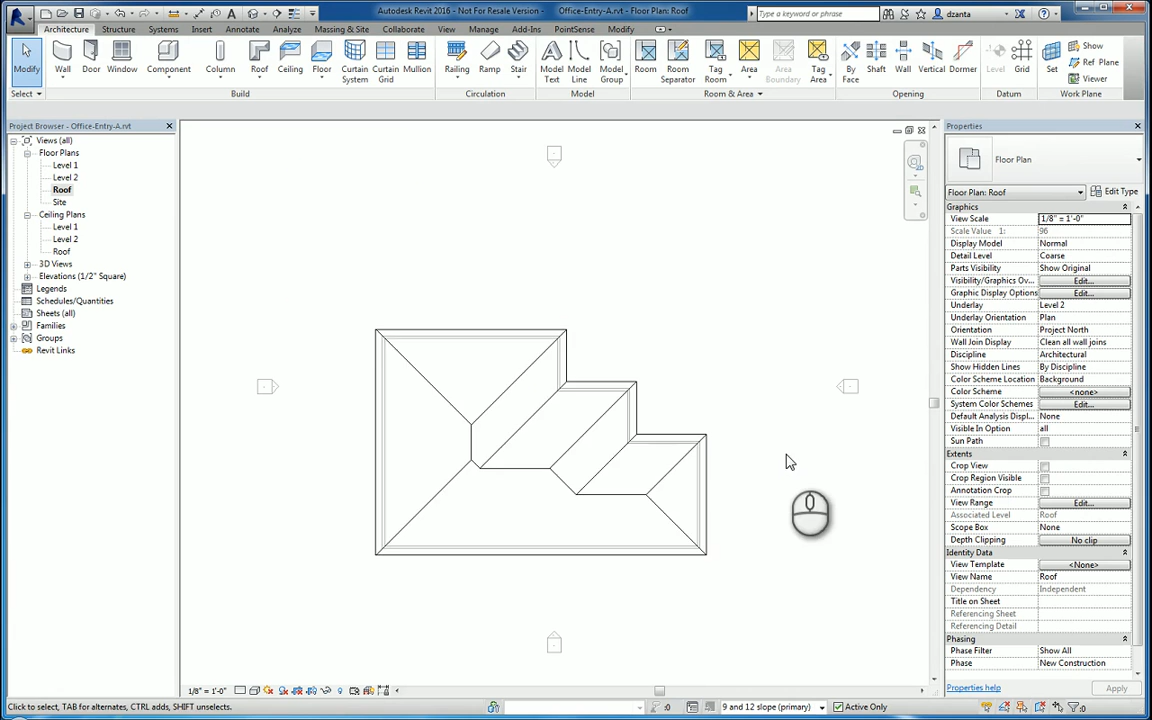 Autodesk Revit 2016 - Not For Resale Version -    Office-Entry-A.rvt - Floor Plan: Roof
Type a keyword or phrase
dzanta
Architecture Structure Systems Insert Annotate Analyze Massing & Site Collaborate View Manage Add-Ins PointSense Modify
Modify Wall Door Window Component Column Roof Ceiling Floor Curtain System Curtain Grid Mullion Railing Ramp Stair Model Text Model Line Model Group Room Room Separator Tag Room Area Area Boundary Tag Area By Face Shaft Wall Vertical Dormer Level Grid Set Show Ref Plane Viewer
Select Build Circulation Model Room & Area Opening Datum Work Plane
Project Browser - Office-Entry-A.rvt
Views (all)
Floor Plans
Level 1
Level 2
Roof
Site
Ceiling Plans
Level 1
Level 2
Roof
3D Views
Elevations (1/2" Square)
Legends
Schedules/Quantities
Sheets (all)
Families
Groups
Revit Links
Properties
Floor Plan
Floor Plan: Roof Edit Type
Graphics
View Scale 1/8" = 1'-0"
Scale Value 1: 96
Display Model Normal
Detail Level Coarse
Parts Visibility Show Original
Visibility/Graphics Ov... Edit...
Graphic Display Options Edit...
Underlay Level 2
Underlay Orientation Plan
Orientation Project North
Wall Join Display Clean all wall joins
Discipline Architectural
Show Hidden Lines By Discipline
Color Scheme Location Background
Color Scheme <none>
System Color Schemes Edit...
Default Analysis Displ... None
Visible In Option all
Sun Path
Extents
Crop View
Crop Region Visible
Annotation Crop
View Range Edit...
Associated Level Roof
Scope Box None
Depth Clipping No clip
Identity Data
View Template <None>
View Name Roof
Dependency Independent
Title on Sheet
Referencing Sheet
Referencing Detail
Phasing
Phase Filter Show All
Phase New Construction
Properties help Apply
1/8" = 1'-0"
Click to select, TAB for alternates, CTRL adds, SHIFT unselects. :0 9 and 12 slope (primary) Active Only :0